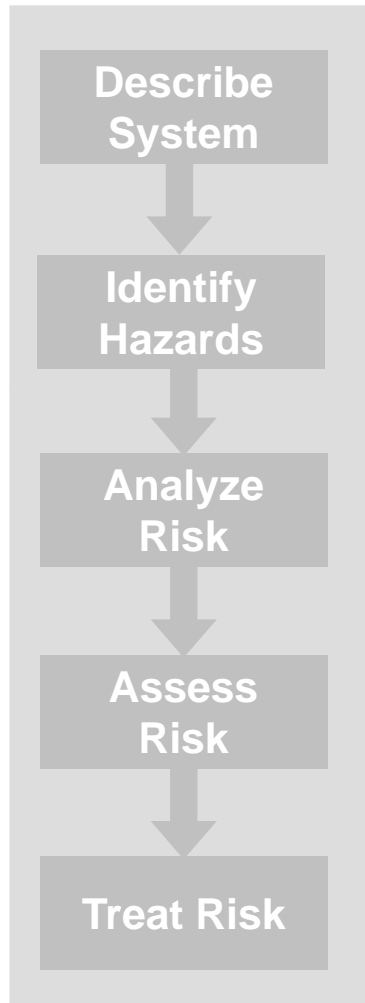 Describe
System
Identify
Hazards
Analyze
Risk
Assess
Risk
Treat Risk